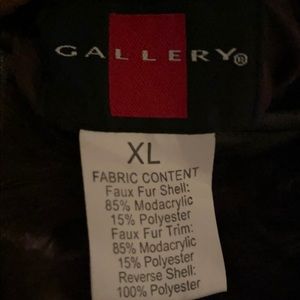 GALLERY®
XL
FABRIC CONTENT
Faux Fur Shell:
85% Modacrylic
15% Polyester
Faux Fur Trim:
85% Modacrylic
15% Polyester
Reverse Shell:
100% Polyester